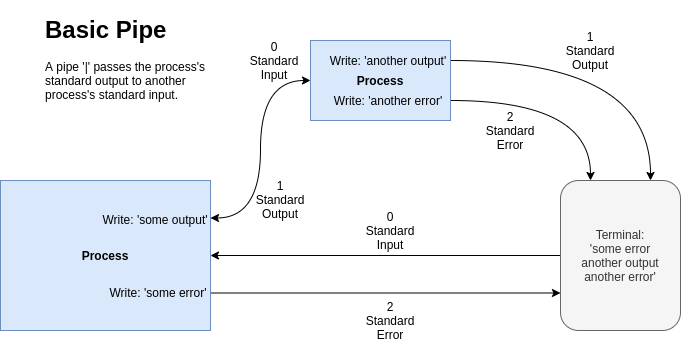 Basic Pipe
A pipe '|' passes the process's
standard output to another
process's standard input.
0
Standard
Input
Write: 'another output'
Process
Write: 'another error'
1
Standard
Output
2
Standard
Error
1
Standard
Output
Write: 'some output'
Process
Write: 'some error'
0
Standard
Input
2
Standard
Error
Terminal:
'some error
another output
another error'